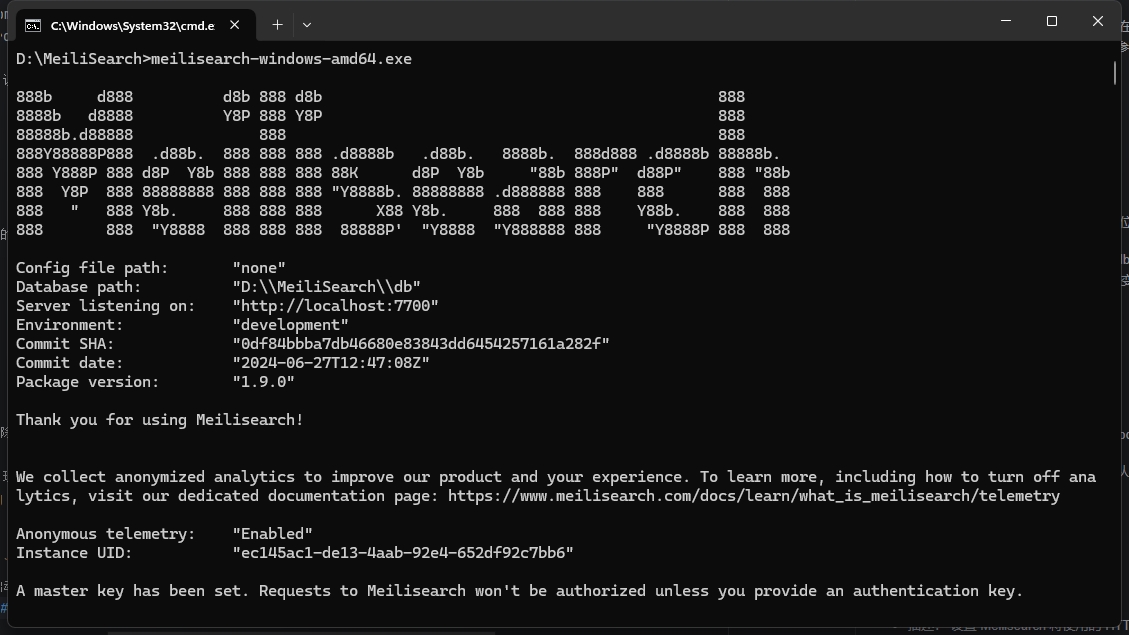 C:\Windows\System32\cmd.e
D:\MeiliSearch>meilisearch-windows-amd64.exe
888b     d888          d8b 888 d8b                                            888
8888b   d8888          Y8P 888 Y8P                                            888
88888b.d88888              888                                                888
888Y88888P888  .d88b.  888 888 888 .d8888b   .d88b.   8888b.  888d888 .d8888b 88888b.
888 Y888P 888 d8P  Y8b 888 888 888 88K      d8P  Y8b     "88b 888P"  d88P"    888 "88b
888  Y8P  888 88888888 888 888 888 "Y8888b. 88888888 .d888888 888    888      888  888
888   "   888 Y8b.     888 888 888      X88 Y8b.     888  888 888    Y88b.    888  888
888       888  "Y8888  888 888 888  88888P'  "Y8888  "Y888888 888     "Y8888P 888  888
Config file path:       "none"
Database path:          "D:\\MeiliSearch\\db"
Server listening on:    "http://localhost:7700"
Environment:            "development"
Commit SHA:             "0df84bbba7db46680e83843dd6454257161a282f"
Commit date:            "2024-06-27T12:47:08Z"
Package version:        "1.9.0"
Thank you for using Meilisearch!
We collect anonymized analytics to improve our product and your experience. To learn more, including how to turn off ana
lytics, visit our dedicated documentation page: https://www.meilisearch.com/docs/learn/what_is_meilisearch/telemetry
Anonymous telemetry:    "Enabled"
Instance UID:           "ec145ac1-de13-4aab-92e4-652df92c7bb6"
A master key has been set. Requests to Meilisearch won't be authorized unless you provide an authentication key.